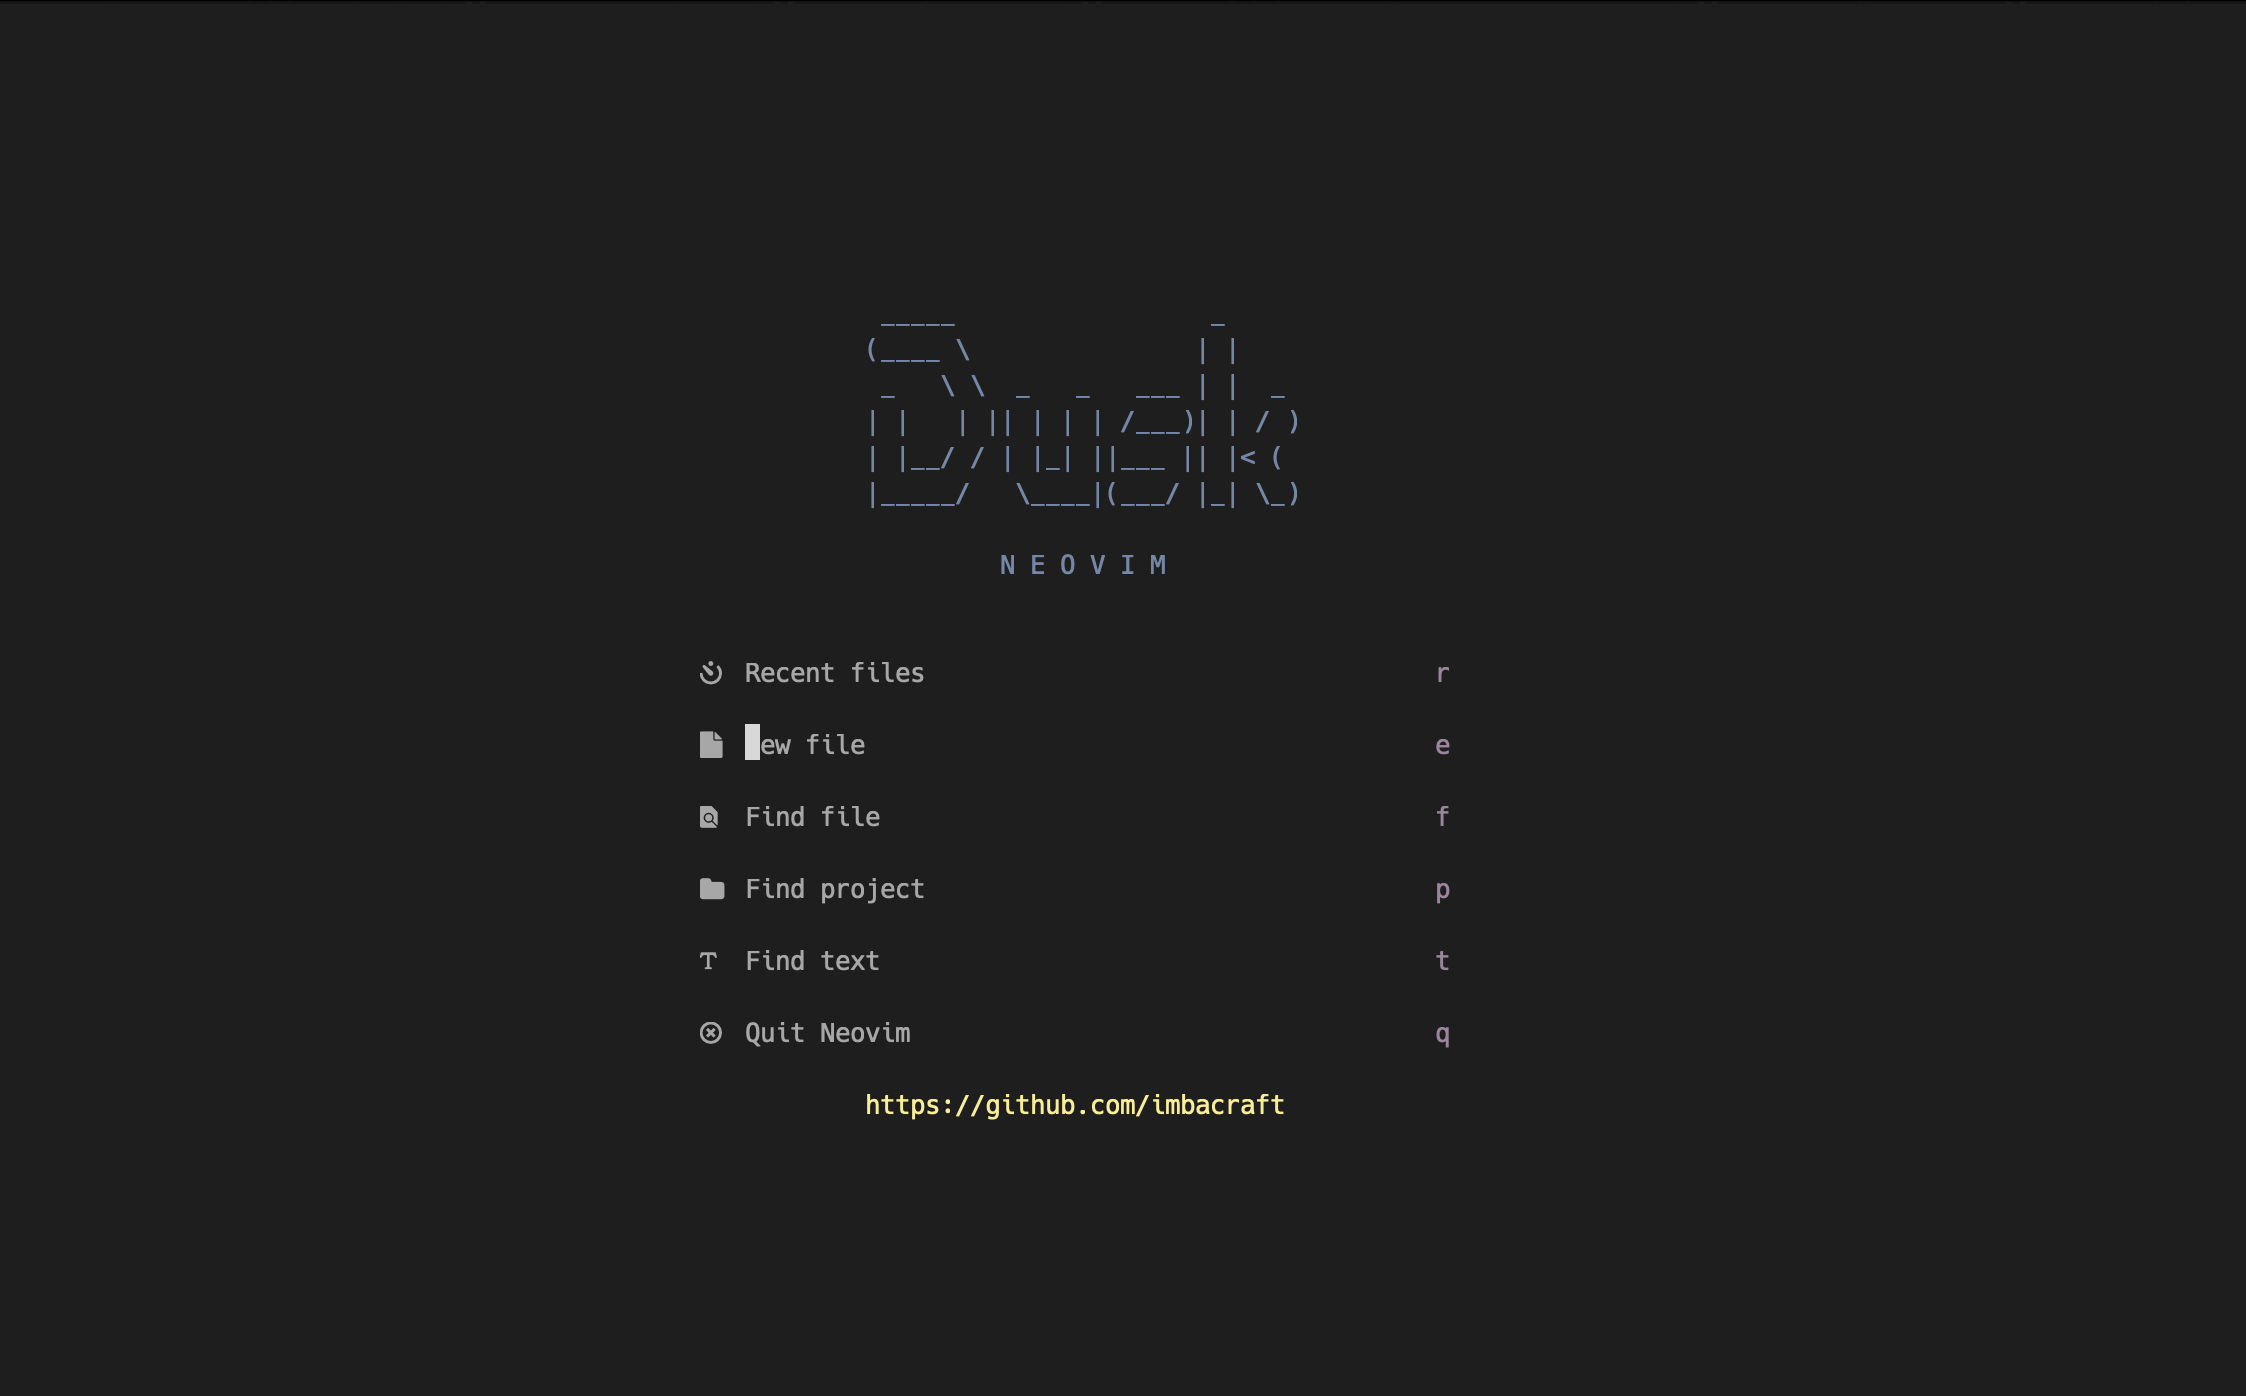 Dusk
NEOVIM
Recent files r
ew file e
Find file f
Find project p
Find text t
Quit Neovim q
https://github.com/imbacraft